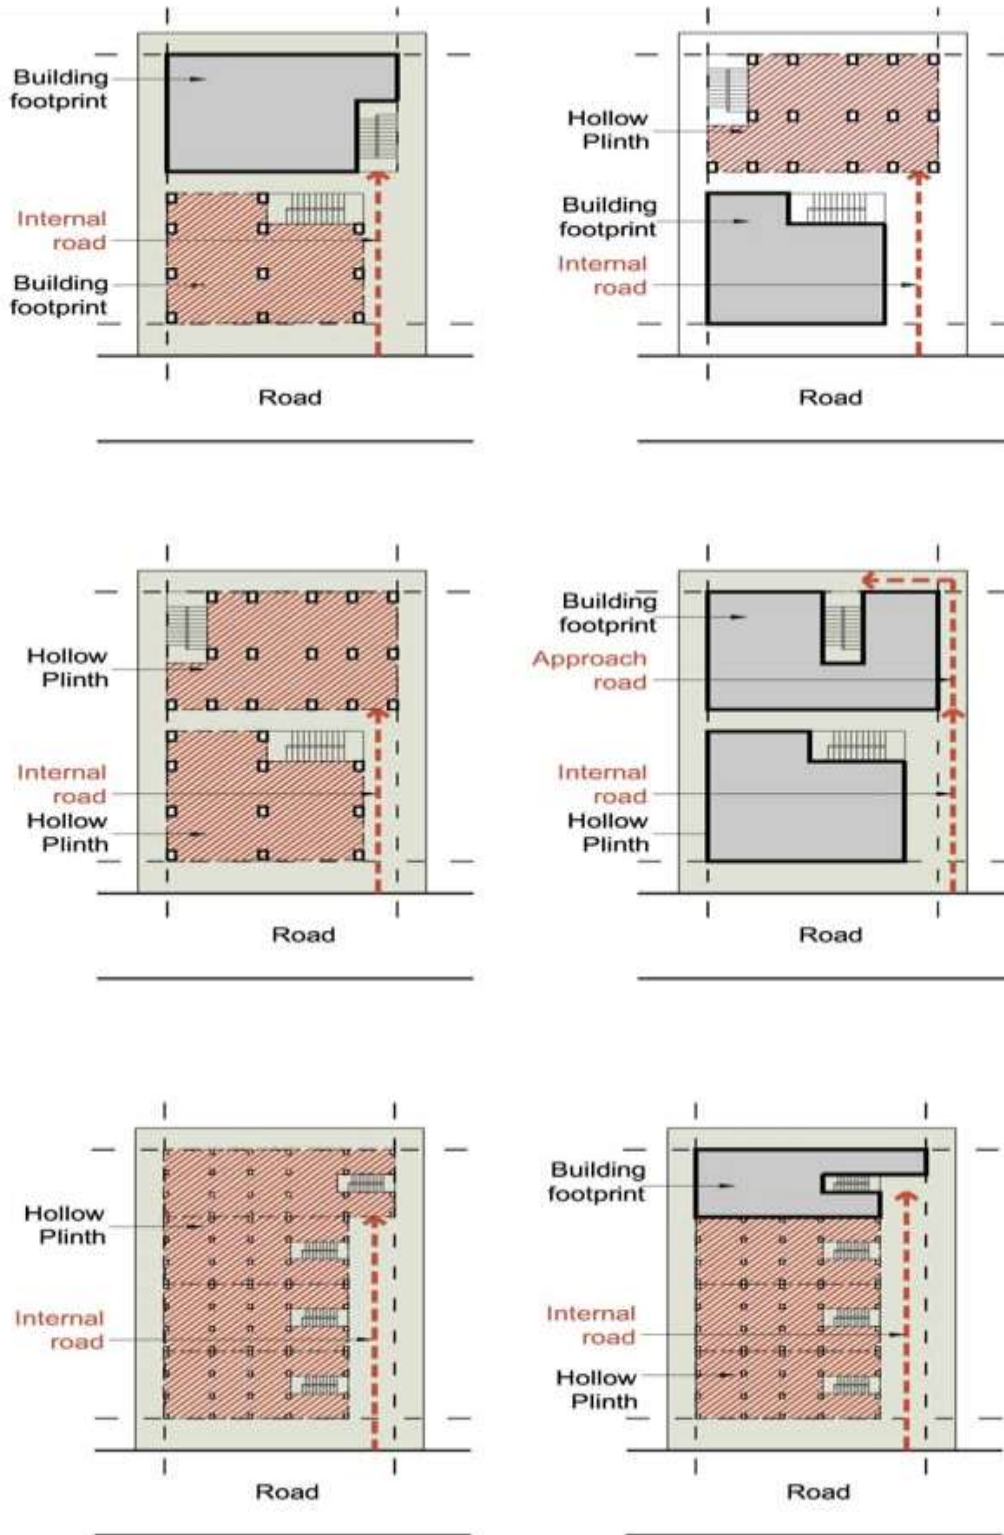 Building
footprint
Internal
road
Building
footprint
Road
Hollow
Plinth
Building
footprint
Internal
road
Road
Hollow
Plinth
Internal
road
Hollow
Plinth
Road
Building
footprint
Approach
road
Internal
road
Hollow
Plinth
Road
Hollow
Plinth
Internal
road
Road
Building
footprint
Internal
road
Hollow
Plinth
Road